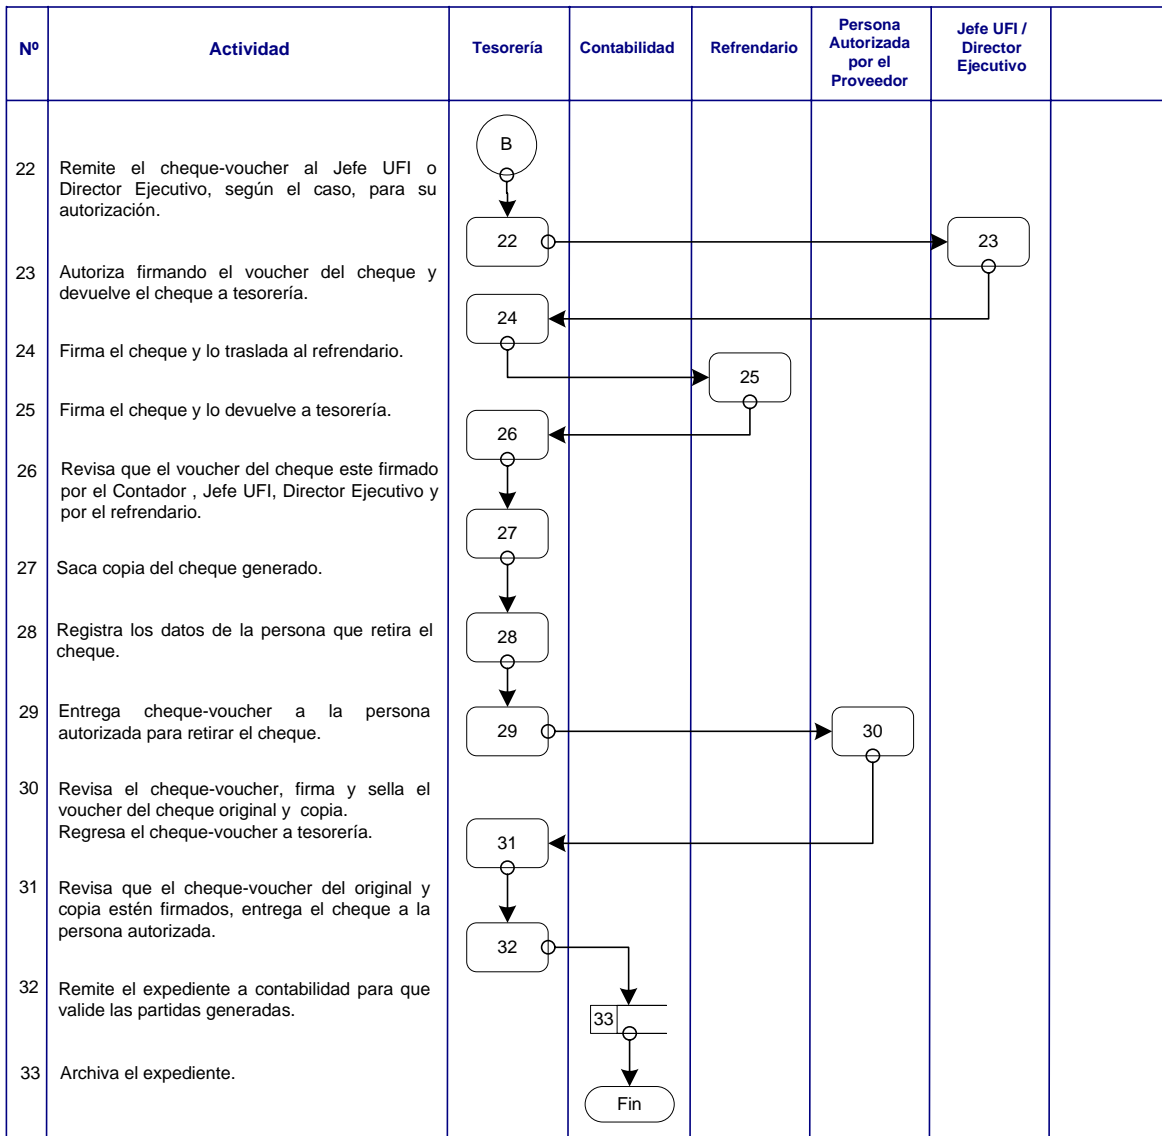 Nº
Actividad
Tesorería
Contabilidad
Refrendario
Persona
Autorizada
por el
Proveedor
Jefe UFI /
Director
Ejecutivo
B
22
Remite el cheque-voucher al Jefe UFI o
Director Ejecutivo, según el caso, para su
autorización.
22
23
23
Autoriza firmando el voucher del cheque y
devuelve el cheque a tesorería.
24
24
Firma el cheque y lo traslada al refrendario.
25
25
Firma el cheque y lo devuelve a tesorería.
26
26
Revisa que el voucher del cheque este firmado
por el Contador , Jefe UFI, Director Ejecutivo y
por el refrendario.
27
27
Saca copia del cheque generado.
28
28
Registra los datos de la persona que retira el
cheque.
29
Entrega cheque-voucher a la persona
autorizada para retirar el cheque.
29
30
30
Revisa el cheque-voucher, firma y sella el
voucher del cheque original y copia.
Regresa el cheque-voucher a tesorería.
31
31
Revisa que el cheque-voucher del original y
copia estén firmados, entrega el cheque a la
persona autorizada.
32
32
Remite el expediente a contabilidad para que
valide las partidas generadas.
33
33
Archiva el expediente.
Fin